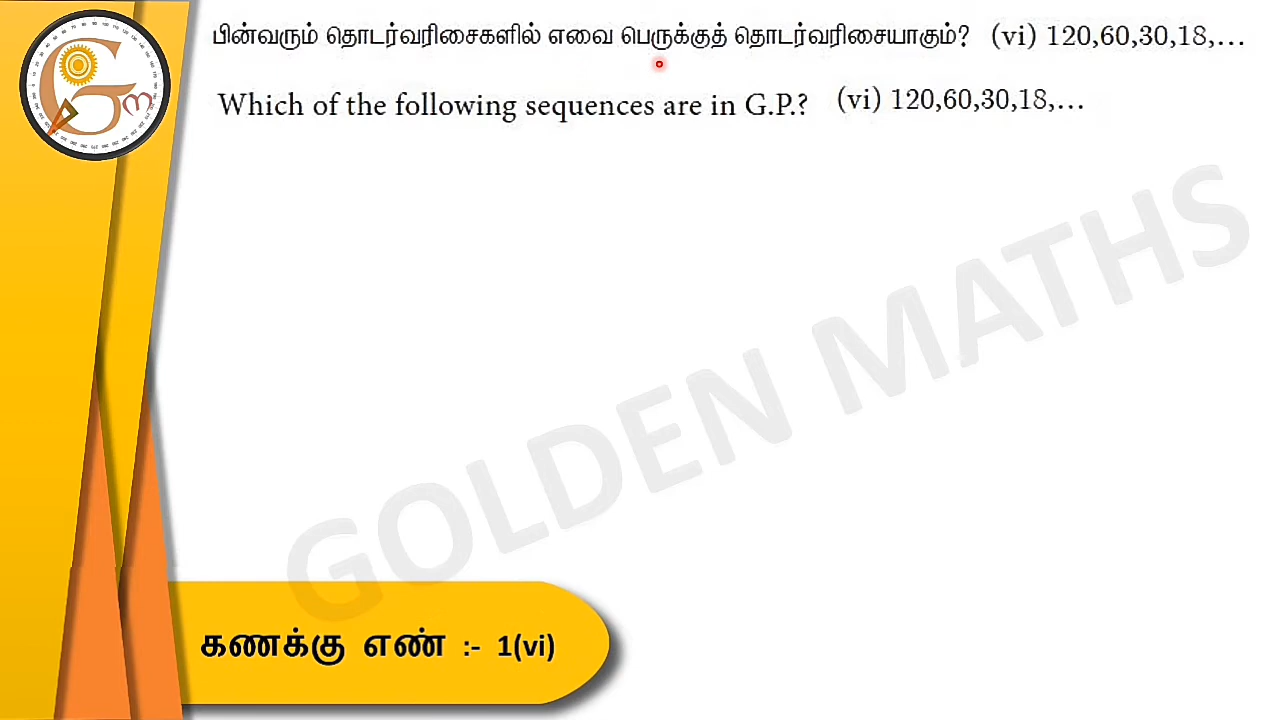 பின்வரும் தொடர்வரிசைகளில் எவை பெருக்குத் தொடர்வரிசையாகும்? (vi) 120,60,30,18,…
Which of the following sequences are in G.P.? (vi) 120,60,30,18,…
GOLDEN MATHS
கணக்கு எண் :- 1(vi)